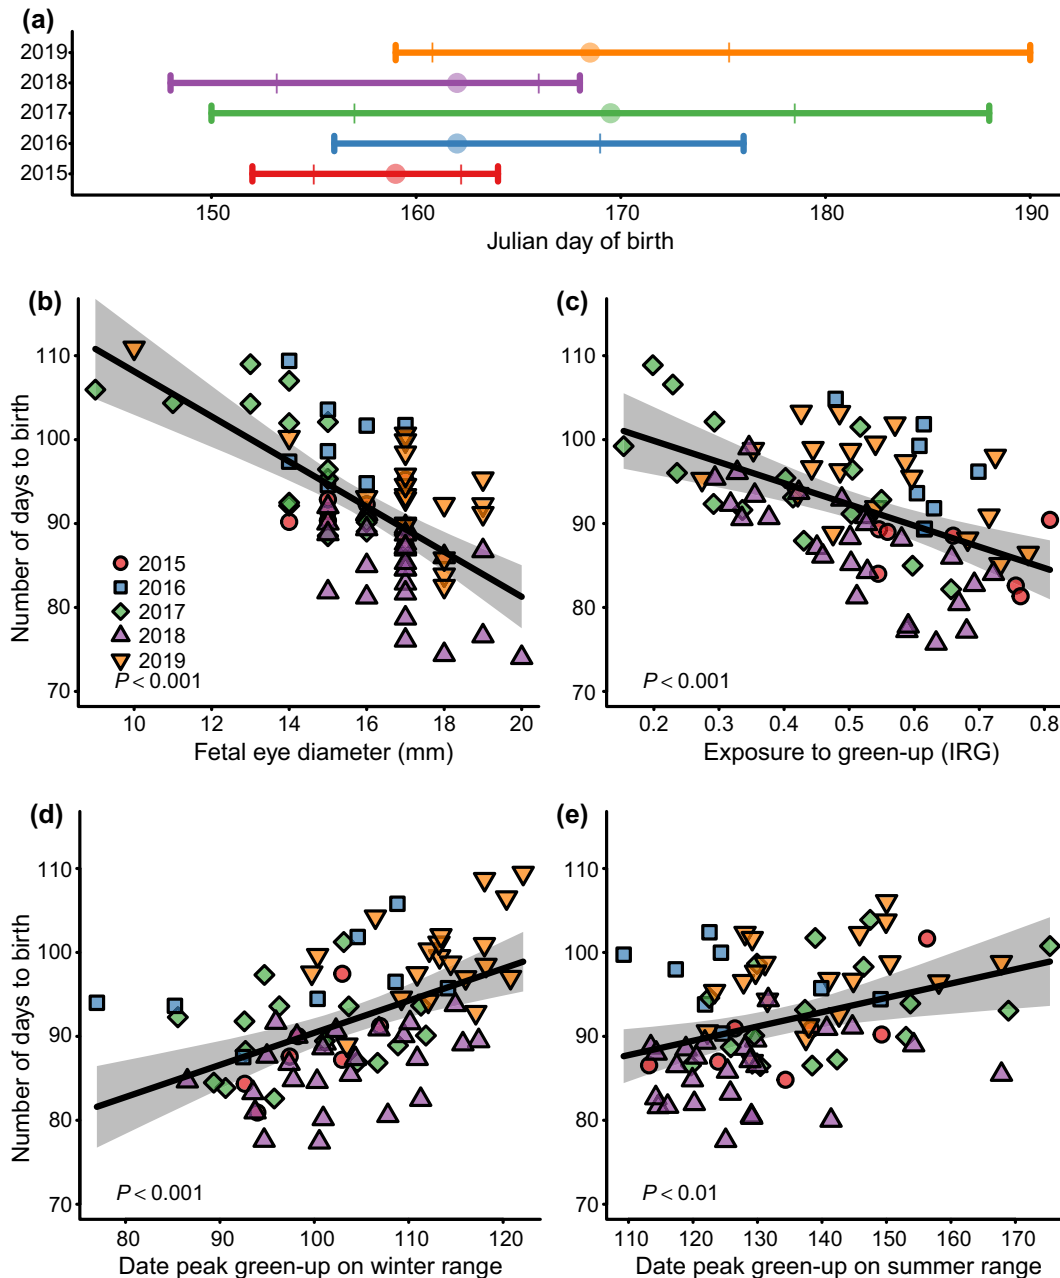 (a)
2019
2018
2017
2016
2015
150 160 170 180 190
Julian day of birth
(b)
Number of days to birth
110
100
90
80
70
2015
2016
2017
2018
2019
P < 0.001
10 12 14 16 18 20
Fetal eye diameter (mm)
(c)
110
100
90
80
70
P < 0.001
0.2 0.3 0.4 0.5 0.6 0.7 0.8
Exposure to green-up (IRG)
(d)
Number of days to birth
110
100
90
80
70
P < 0.001
80 90 100 110 120
Date peak green-up on winter range
(e)
110
100
90
80
70
P < 0.01
110 120 130 140 150 160 170
Date peak green-up on summer range